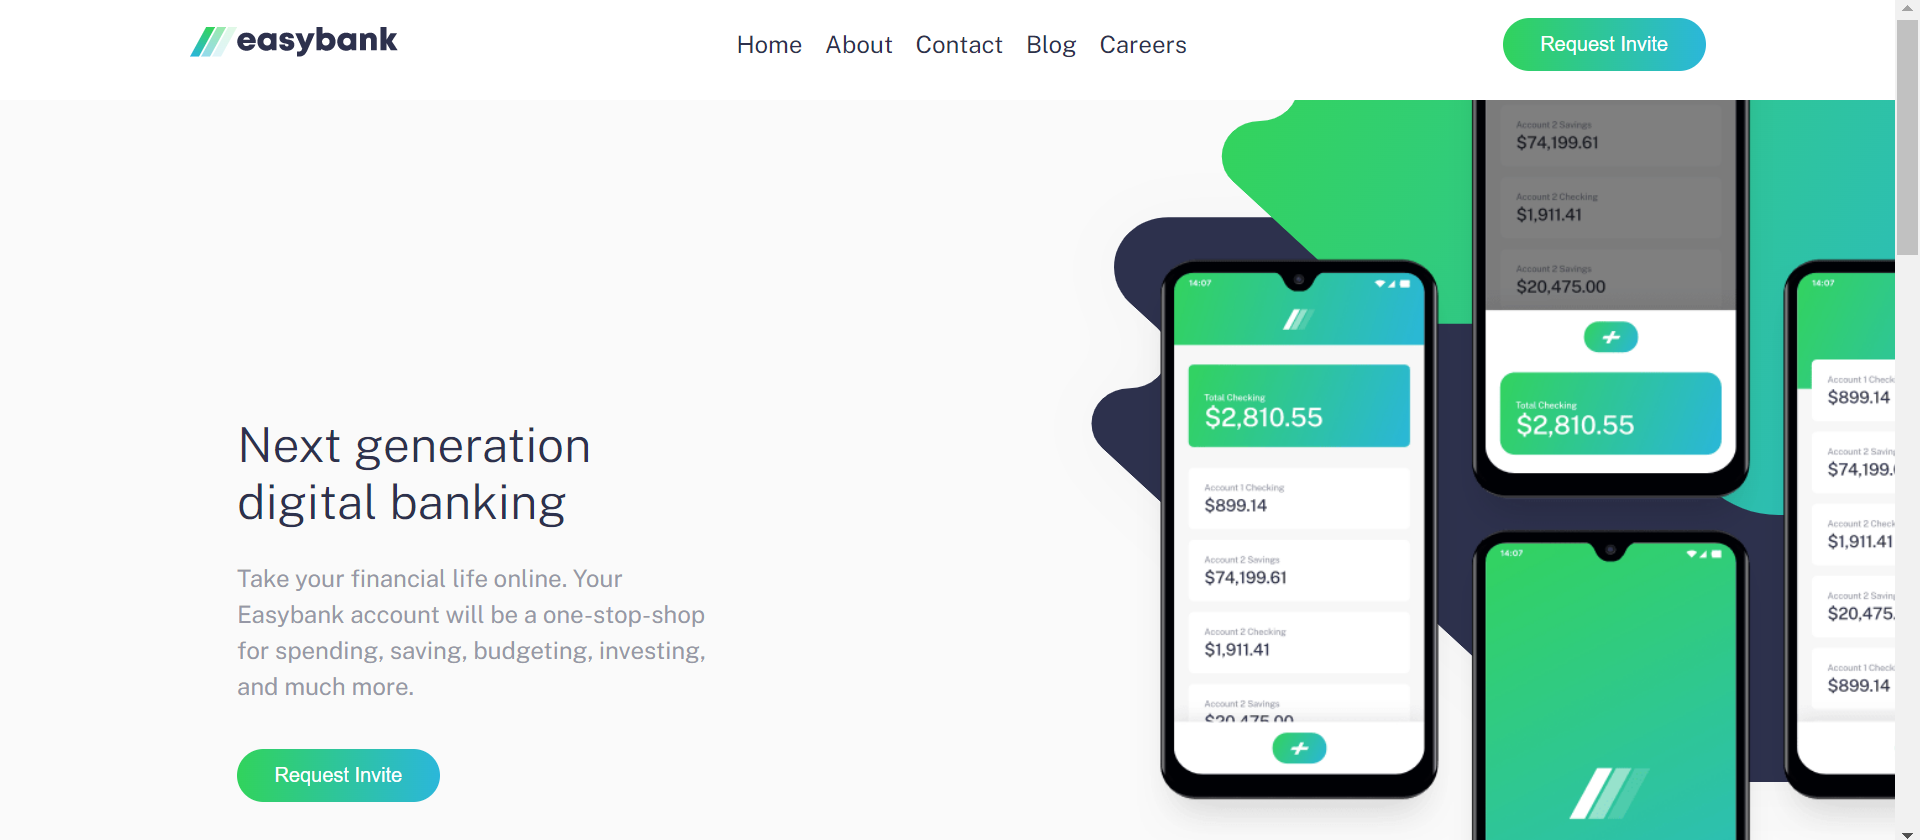 easybank
Home About Contact Blog Careers
Request Invite
Next generation
digital banking
Take your financial life online. Your
Easybank account will be a one-stop-shop
for spending, saving, budgeting, investing,
and much more.
Request Invite
14:07
Total Checking
$2,810.55
Account 1 Checking
$899.14
Account 2 Savings
$74,199.61
Account 2 Checking
$1,911.41
Account 2 Savings
$20,475.00
Account 2 Savings
$74,199.61
Account 2 Checking
$1,911.41
Account 2 Savings
$20,475.00
Total Checking
$2,810.55
14:07
14:07
Account 1 Check
$899.14
Account 2 Saving
$74,199.
Account 2 Check
$1,911.41
Account 2 Saving
$20,475.
Account 1 Check
$899.14